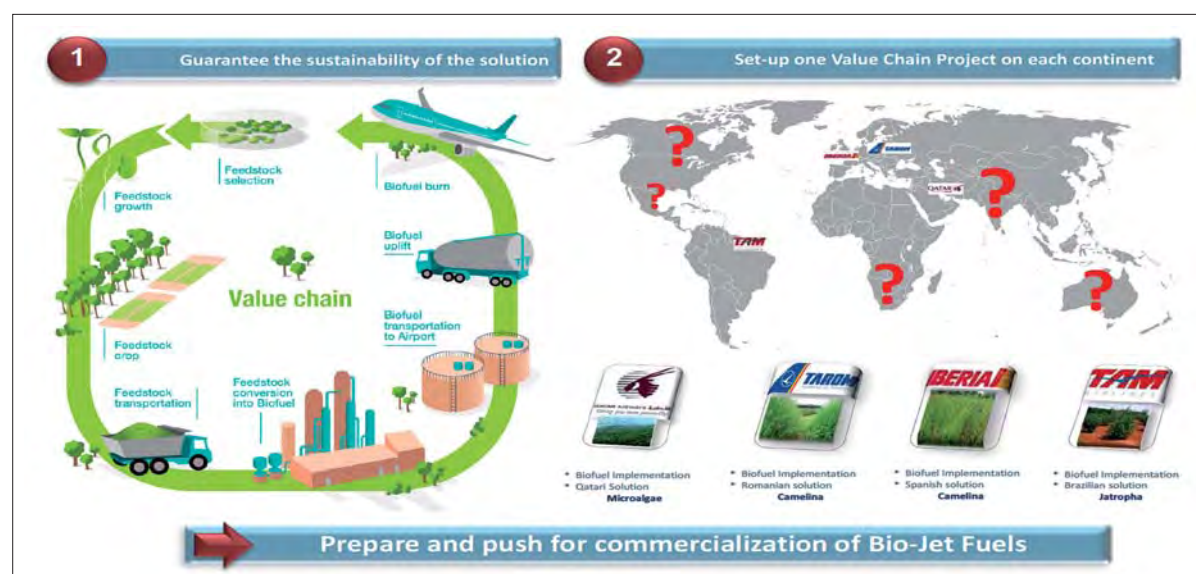 1
Guarantee the sustainability of the solution
2
Set-up one Value Chain Project on each continent
Feedstock
selection
Feedstock
growth
Biofuel burn
Biofuel
uplift
Value chain
Biofuel
transportation
to Airport
Feedstock
crop
Feedstock
transportation
Feedstock
conversion
into Biofuel
?
?
IBERIA
TAROM
QATAR
?
TAM
?
?
QATAR AIRWAYS
TAROM
IBERIA
TAM
AIRLINES
* Biofuel Implementation
* Qatari Solution
Microalgae
* Biofuel Implementation
* Romanian solution
Camelina
* Biofuel Implementation
* Spanish solution
Camelina
* Biofuel Implementation
* Brazilian solution
Jatropha
Prepare and push for commercialization of Bio-Jet Fuels